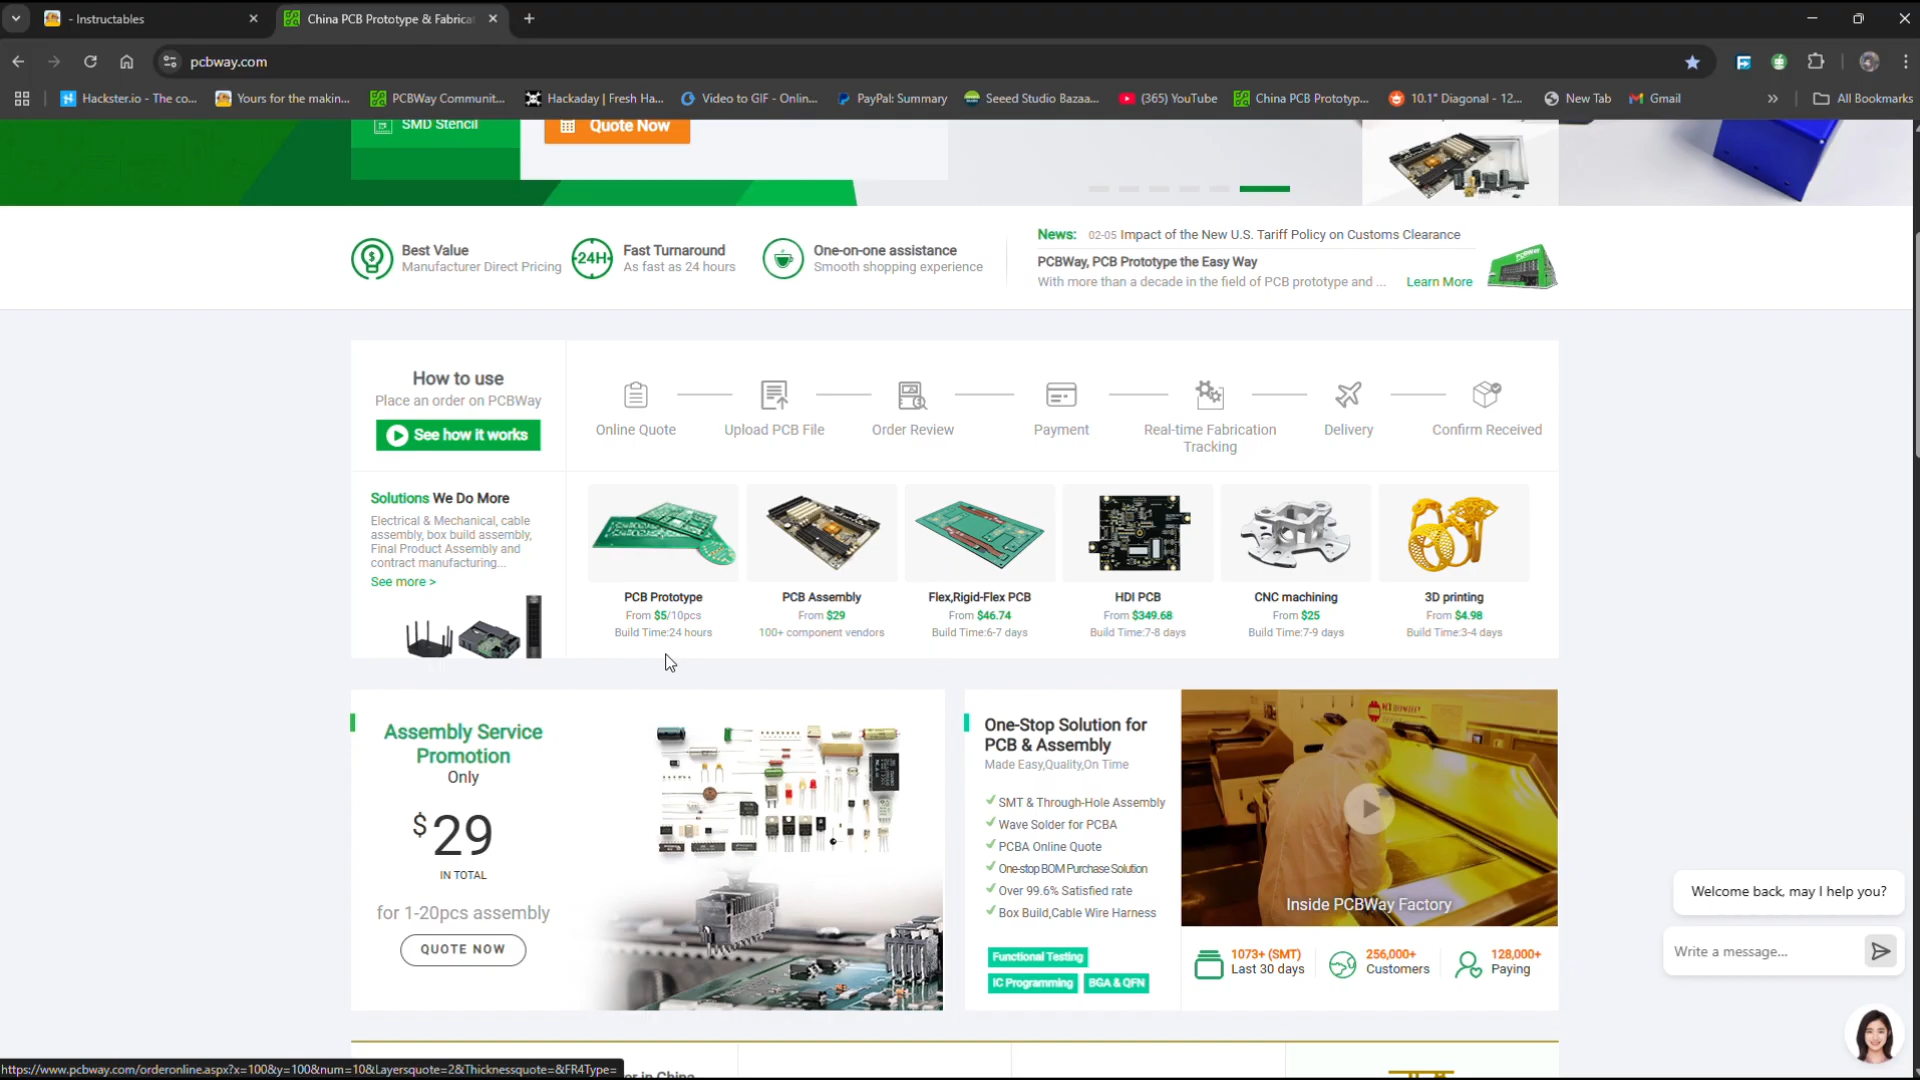 - Instructables
China PCB Prototype & Fabrica
pcbway.com
Hackster.io - The co...
Yours for the makin...
PCBWay Communit...
Hackaday | Fresh Ha...
Video to GIF - Onlin...
PayPal: Summary
Seeed Studio Bazaa...
(365) YouTube
China PCB Prototyp...
10.1" Diagonal - 12...
New Tab
Gmail
»
All Bookmarks
SMD Stencil
Quote Now
Best Value
Manufacturer Direct Pricing
24H
Fast Turnaround
As fast as 24 hours
One-on-one assistance
Smooth shopping experience
News: 02-05 Impact of the New U.S. Tariff Policy on Customs Clearance
PCBWay, PCB Prototype the Easy Way
With more than a decade in the field of PCB prototype and ... Learn More
How to use
Place an order on PCBWay
See how it works
Online Quote
Upload PCB File
Order Review
Payment
Real-time Fabrication
Tracking
Delivery
Confirm Received
Solutions We Do More
Electrical & Mechanical, cable
assembly, box build assembly,
Final Product Assembly and
contract manufacturing...
See more >
PCB Prototype
From $5/10pcs
Build Time:24 hours
PCB Assembly
From $29
100+ component vendors
Flex,Rigid-Flex PCB
From $46.74
Build Time:6-7 days
HDI PCB
From $349.68
Build Time:7-8 days
CNC machining
From $25
Build Time:7-9 days
3D printing
From $4.98
Build Time:3-4 days
Assembly Service
Promotion
Only
$29
IN TOTAL
for 1-20pcs assembly
QUOTE NOW
One-Stop Solution for
PCB & Assembly
Made Easy,Quality,On Time
SMT & Through-Hole Assembly
Wave Solder for PCBA
PCBA Online Quote
One-stop BOM Purchase Solution
Over 99.6% Satisfied rate
Box Build,Cable Wire Harness
Functional Testing
IC Programming
BGA & QFN
Inside PCBWay Factory
1073+ (SMT)
Last 30 days
256,000+
Customers
128,000+
Paying
Welcome back, may I help you?
Write a message...
https://www.pcbway.com/orderonline.aspx?x=100&y=100&num=10&Layersquote=2&Thicknessquote=&FR4Type=